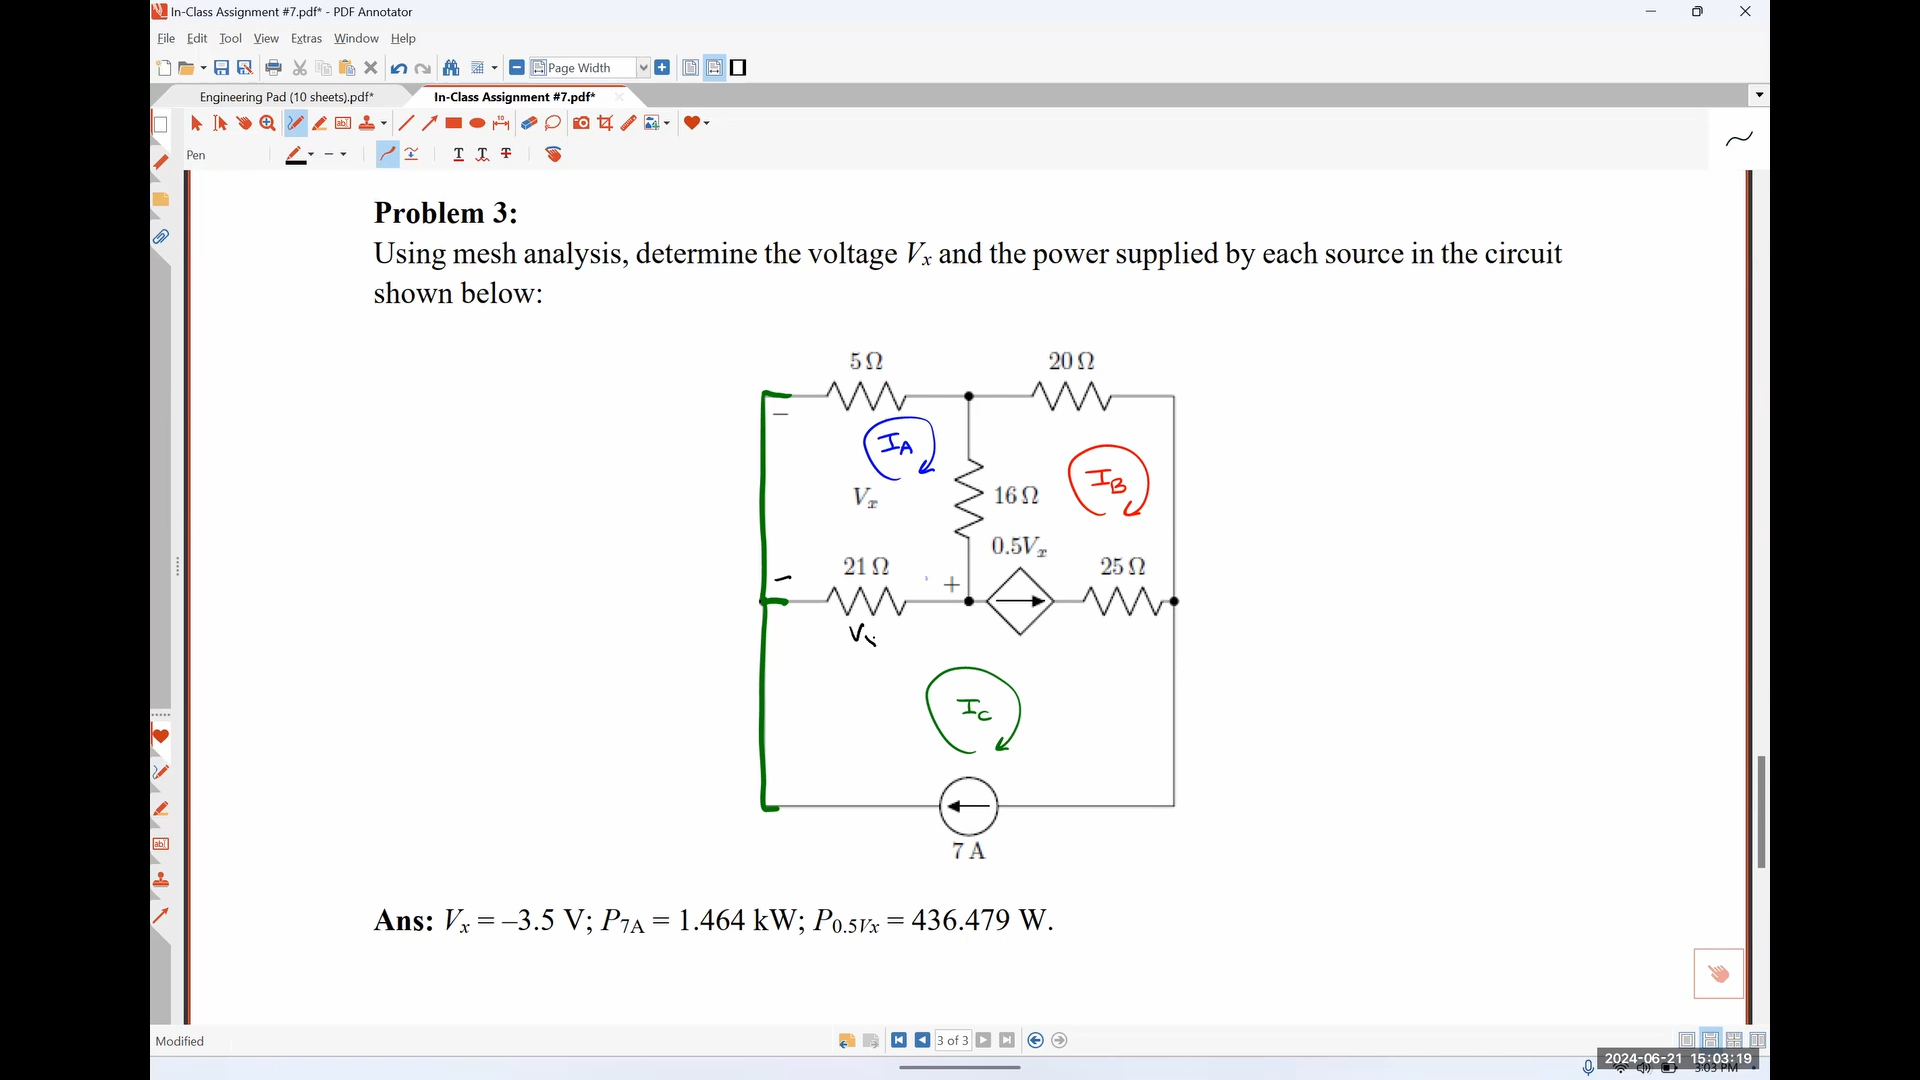 In-Class Assignment #7.pdf* - PDF Annotator
File Edit Tool View Extras Window Help
Page Width
Engineering Pad (10 sheets).pdf* In-Class Assignment #7.pdf*
Pen
Problem 3:
Using mesh analysis, determine the voltage Vx and the power supplied by each source in the circuit
shown below:
5 Ω 20 Ω
−
IA
IB
Vx 16 Ω
0.5Vx
21 Ω + 25 Ω
−
Vx
IC
7 A
Ans: Vx = –3.5 V; P7A = 1.464 kW; P0.5Vx = 436.479 W.
Modified
3 of 3
2024-06-21 15:03:19
3:03 PM